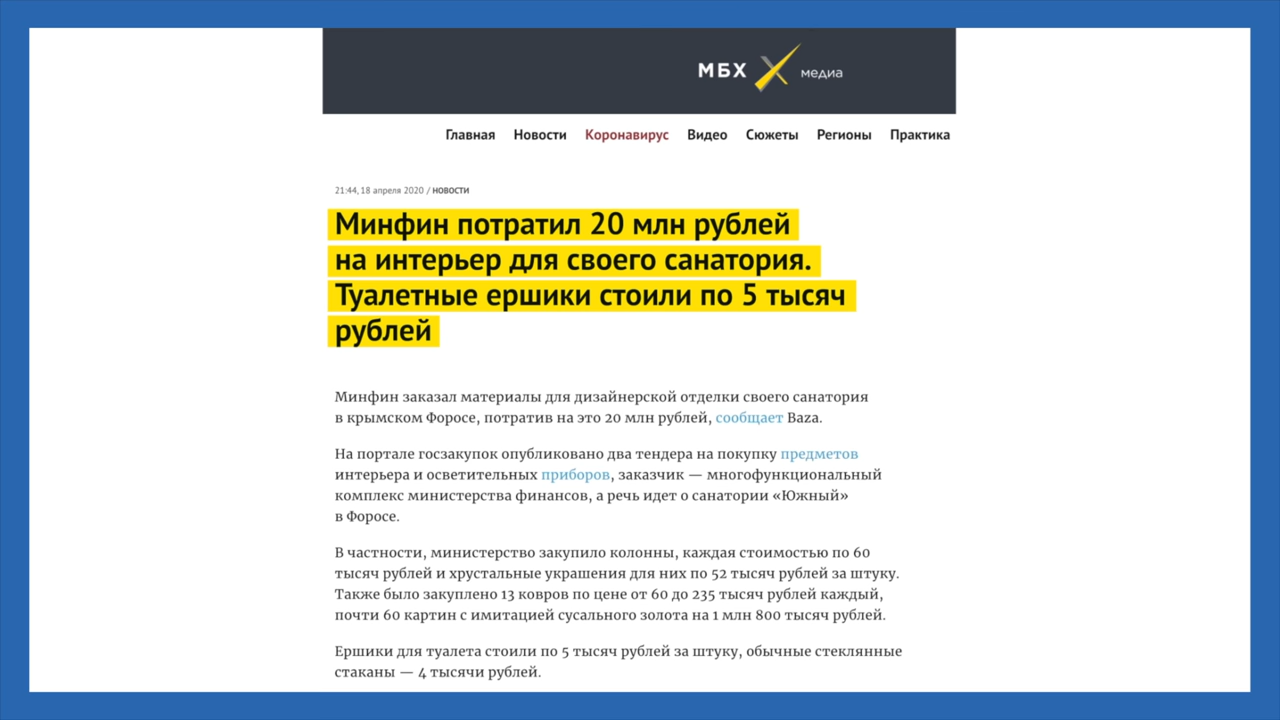 МБХ медиа
Главная Новости Коронавирус Видео Сюжеты Регионы Практика
21:44, 18 апреля 2020 / НОВОСТИ
Минфин потратил 20 млн рублей
на интерьер для своего санатория.
Туалетные ершики стоили по 5 тысяч
рублей
Минфин заказал материалы для дизайнерской отделки своего санатория
в крымском Форосе, потратив на это 20 млн рублей, сообщает Baza.
На портале госзакупок опубликовано два тендера на покупку предметов
интерьера и осветительных приборов, заказчик — многофункциональный
комплекс министерства финансов, а речь идет о санатории «Южный»
в Форосе.
В частности, министерство закупило колонны, каждая стоимостью по 60
тысяч рублей и хрустальные украшения для них по 52 тысяч рублей за штуку.
Также было закуплено 13 ковров по цене от 60 до 235 тысяч рублей каждый,
почти 60 картин с имитацией сусального золота на 1 млн 800 тысяч рублей.
Ершики для туалета стоили по 5 тысяч рублей за штуку, обычные стеклянные
стаканы — 4 тысячи рублей.